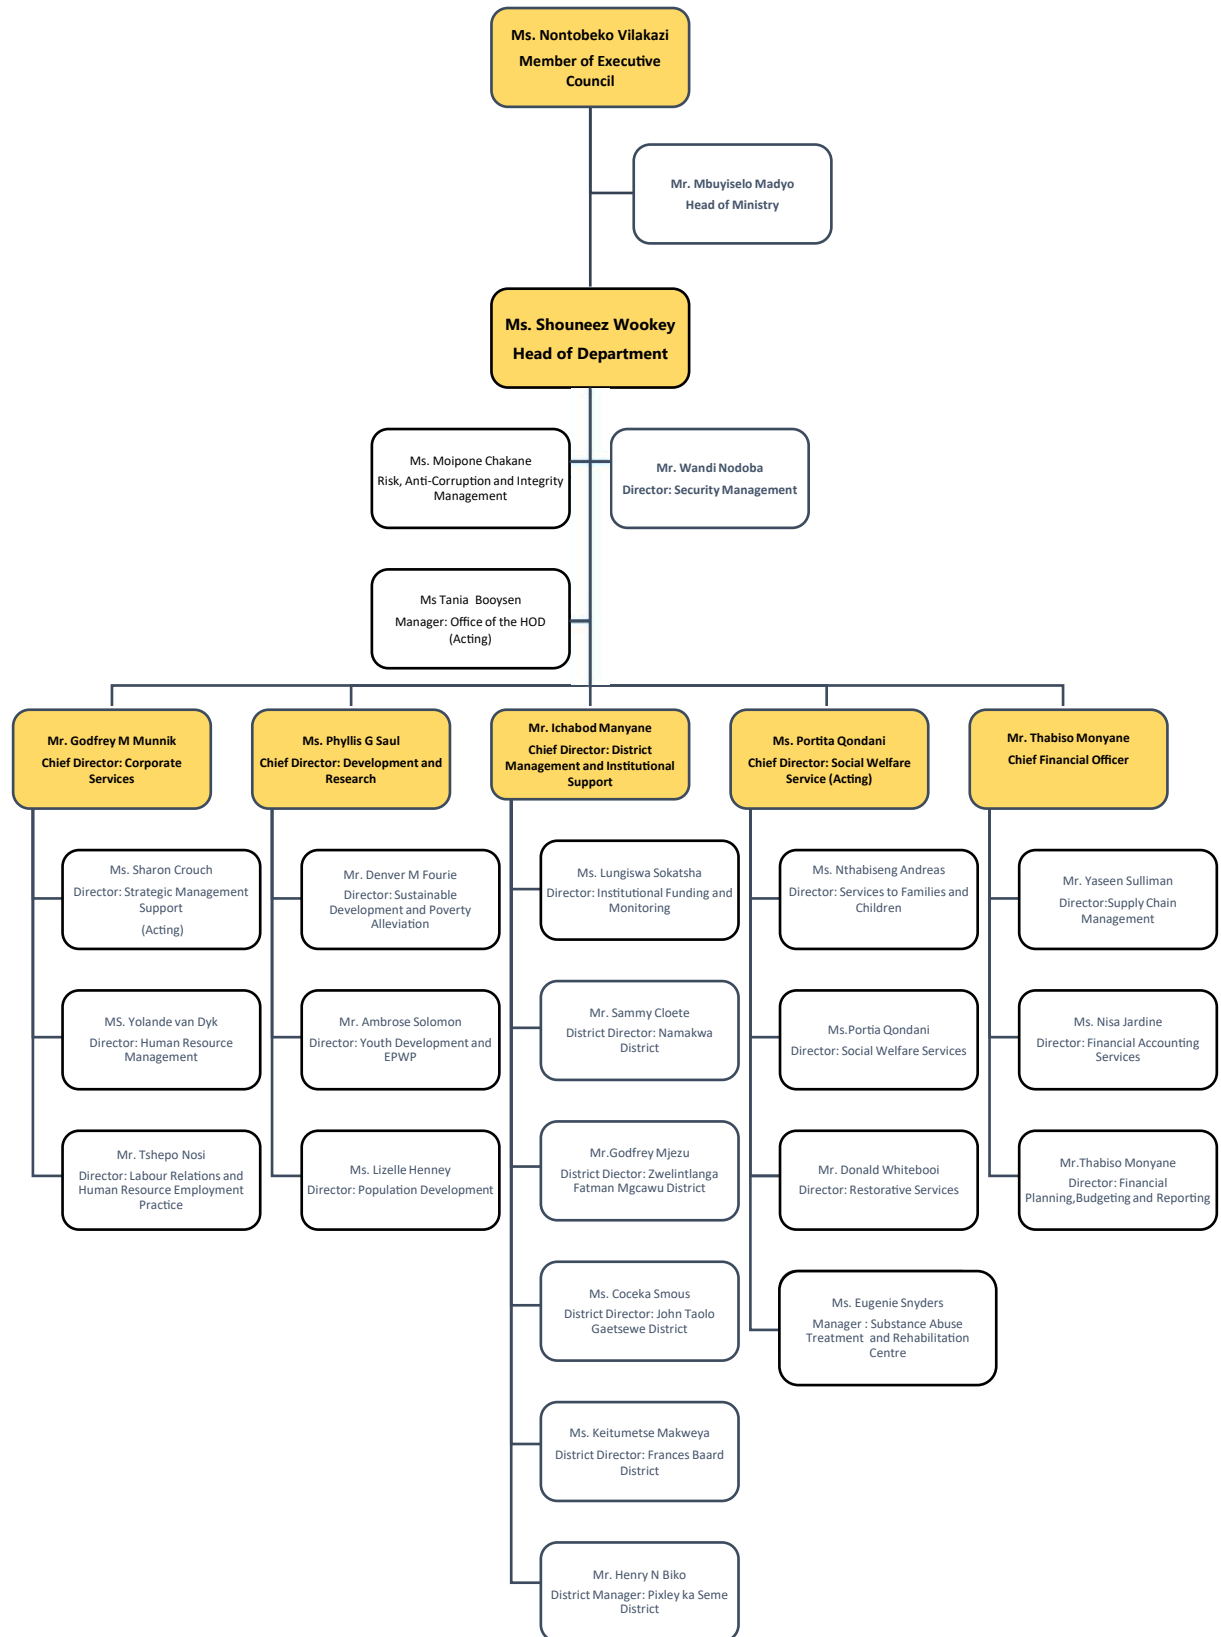 Ms. Nontobeko Vilakazi
Member of Executive
Council
Mr. Mbuyiselo Madyo
Head of Ministry
Ms. Shouneez Wookey
Head of Department
Ms. Moipone Chakane
Risk, Anti-Corruption and Integrity
Management
Mr. Wandi Nodoba
Director: Security Management
Ms Tania  Booysen
Manager: Office of the HOD
(Acting)
Mr. Godfrey M Munnik
Chief Director: Corporate
Services
Ms. Phyllis G Saul
Chief Director: Development and
Research
Mr. Ichabod Manyane
Chief Director: District
Management and Institutional
Support
Ms. Portita Qondani
Chief Director: Social Welfare
Service (Acting)
Mr. Thabiso Monyane
Chief Financial Officer
Ms. Sharon Crouch
Director: Strategic Management
Support
(Acting)
MS. Yolande van Dyk
Director: Human Resource
Management
Mr. Tshepo Nosi
Director: Labour Relations and
Human Resource Employment
Practice
Mr. Denver M Fourie
Director: Sustainable
Development and Poverty
Alleviation
Mr. Ambrose Solomon
Director: Youth Development and
EPWP
Ms. Lizelle Henney
Director: Population Development
Ms. Lungiswa Sokatsha
Director: Institutional Funding and
Monitoring
Mr. Sammy Cloete
District Director: Namakwa
District
Mr.Godfrey Mjezu
District Diector: Zwelintlanga
Fatman Mgcawu District
Ms. Coceka Smous
District Director: John Taolo
Gaetsewe District
Ms. Keitumetse Makweya
District Director: Frances Baard
District
Mr. Henry N Biko
District Manager: Pixley ka Seme
District
Ms. Nthabiseng Andreas
Director: Services to Families and
Children
Ms.Portia Qondani
Director: Social Welfare Services
Mr. Donald Whitebooi
Director: Restorative Services
Ms. Eugenie Snyders
Manager : Substance Abuse
Treatment  and Rehabilitation
Centre
Mr. Yaseen Sulliman
Director:Supply Chain
Management
Ms. Nisa Jardine
Director: Financial Accounting
Services
Mr.Thabiso Monyane
Director: Financial
Planning,Budgeting and Reporting